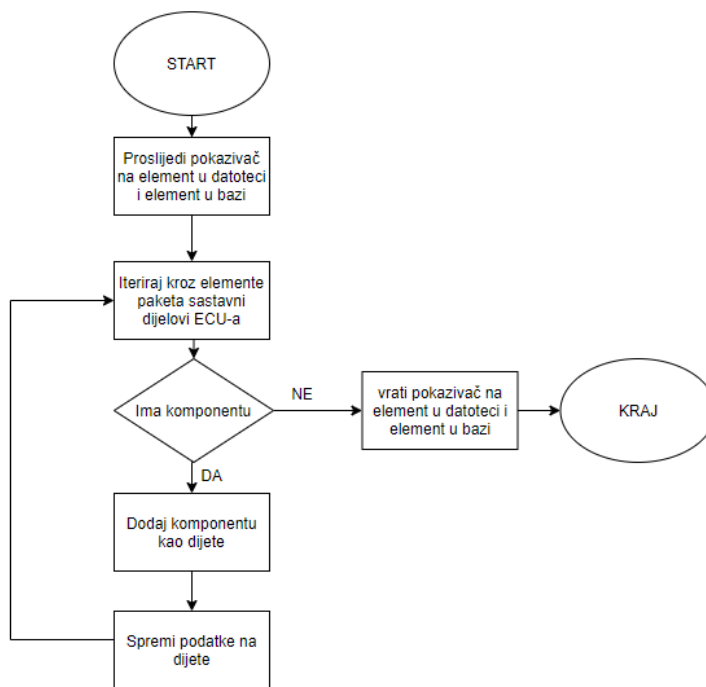 START
Proslijedi pokazivač
na element u datoteci
i element u bazi
Iteriraj kroz elemente
paketa sastavni
dijelovi ECU-a
Ima komponentu
NE
vrati pokazivač na
element u datoteci i
element u bazi
KRAJ
DA
Dodaj komponentu
kao dijete
Spremi podatke na
dijete